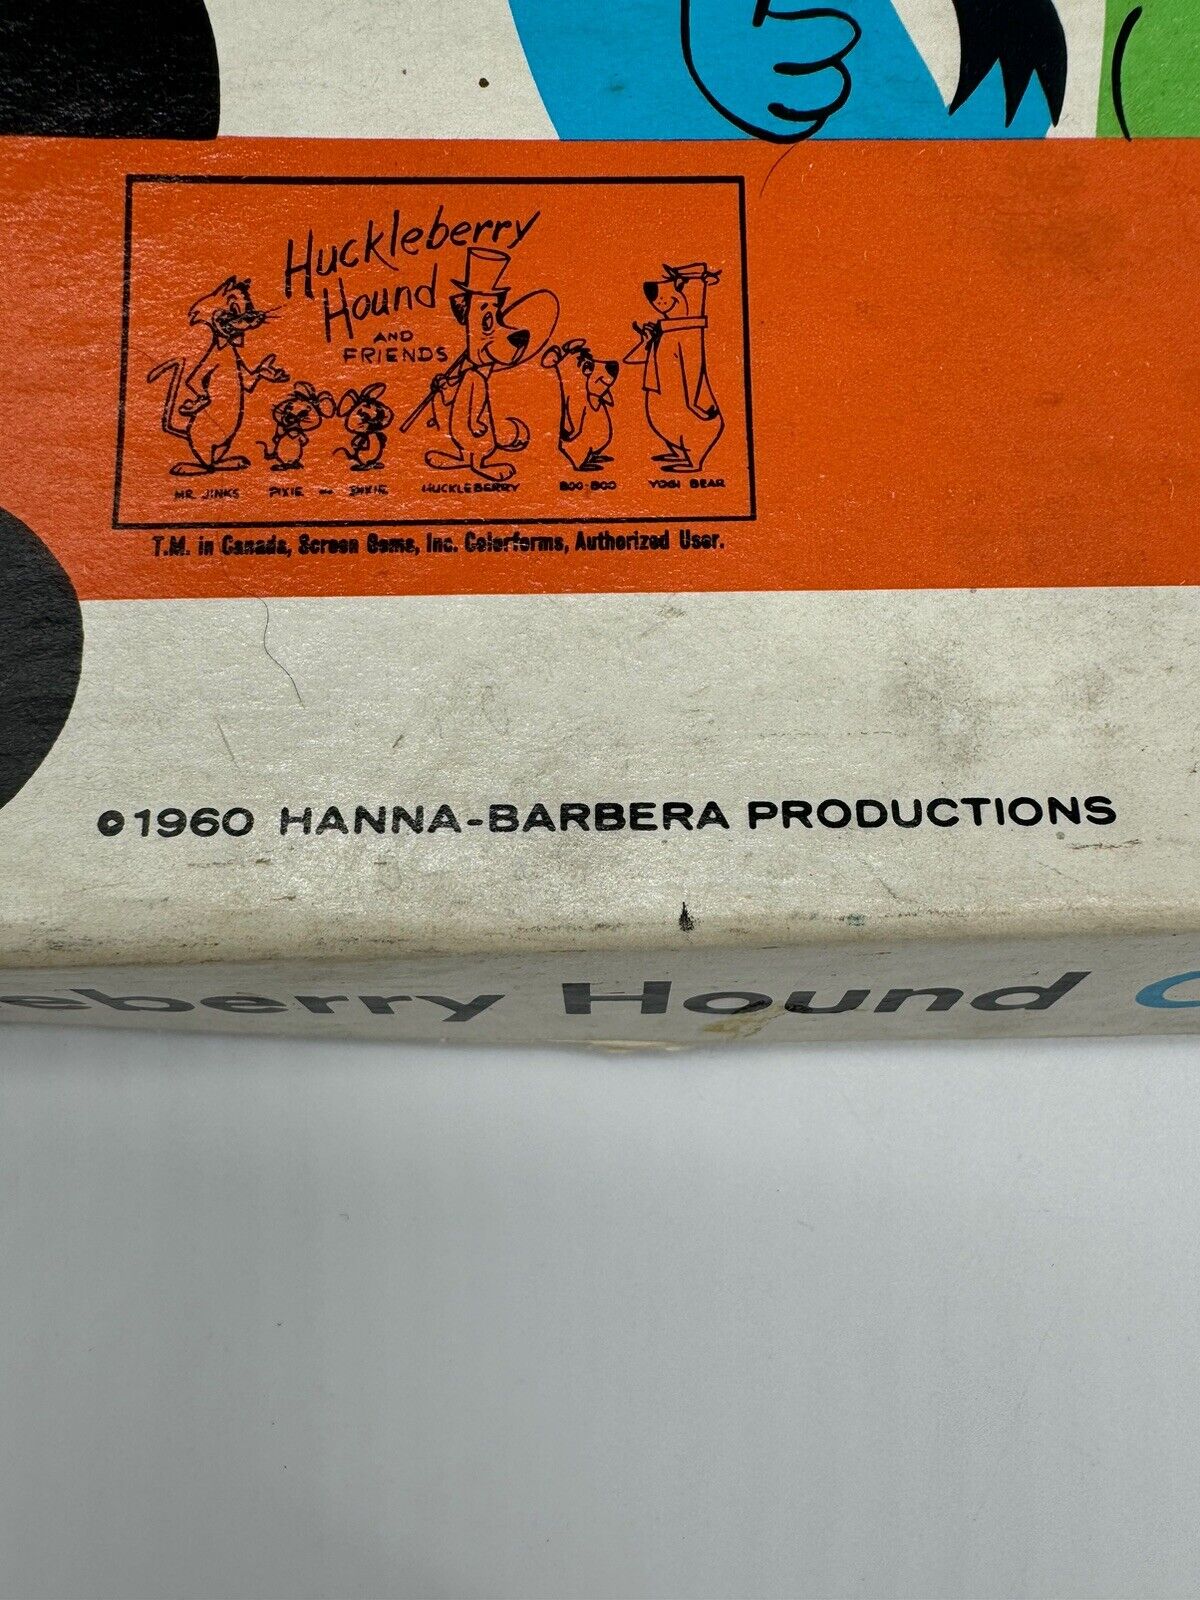 Huckleberry
Hound
AND
FRIENDS
MR. JINKS PIXIE AND DIXIE HUCKLEBERRY BOO-BOO YOGI BEAR
T.M. in Canada, Screen Gems, Inc. Colorforms, Authorized User.
©1960 HANNA-BARBERA PRODUCTIONS
eberry Hound C